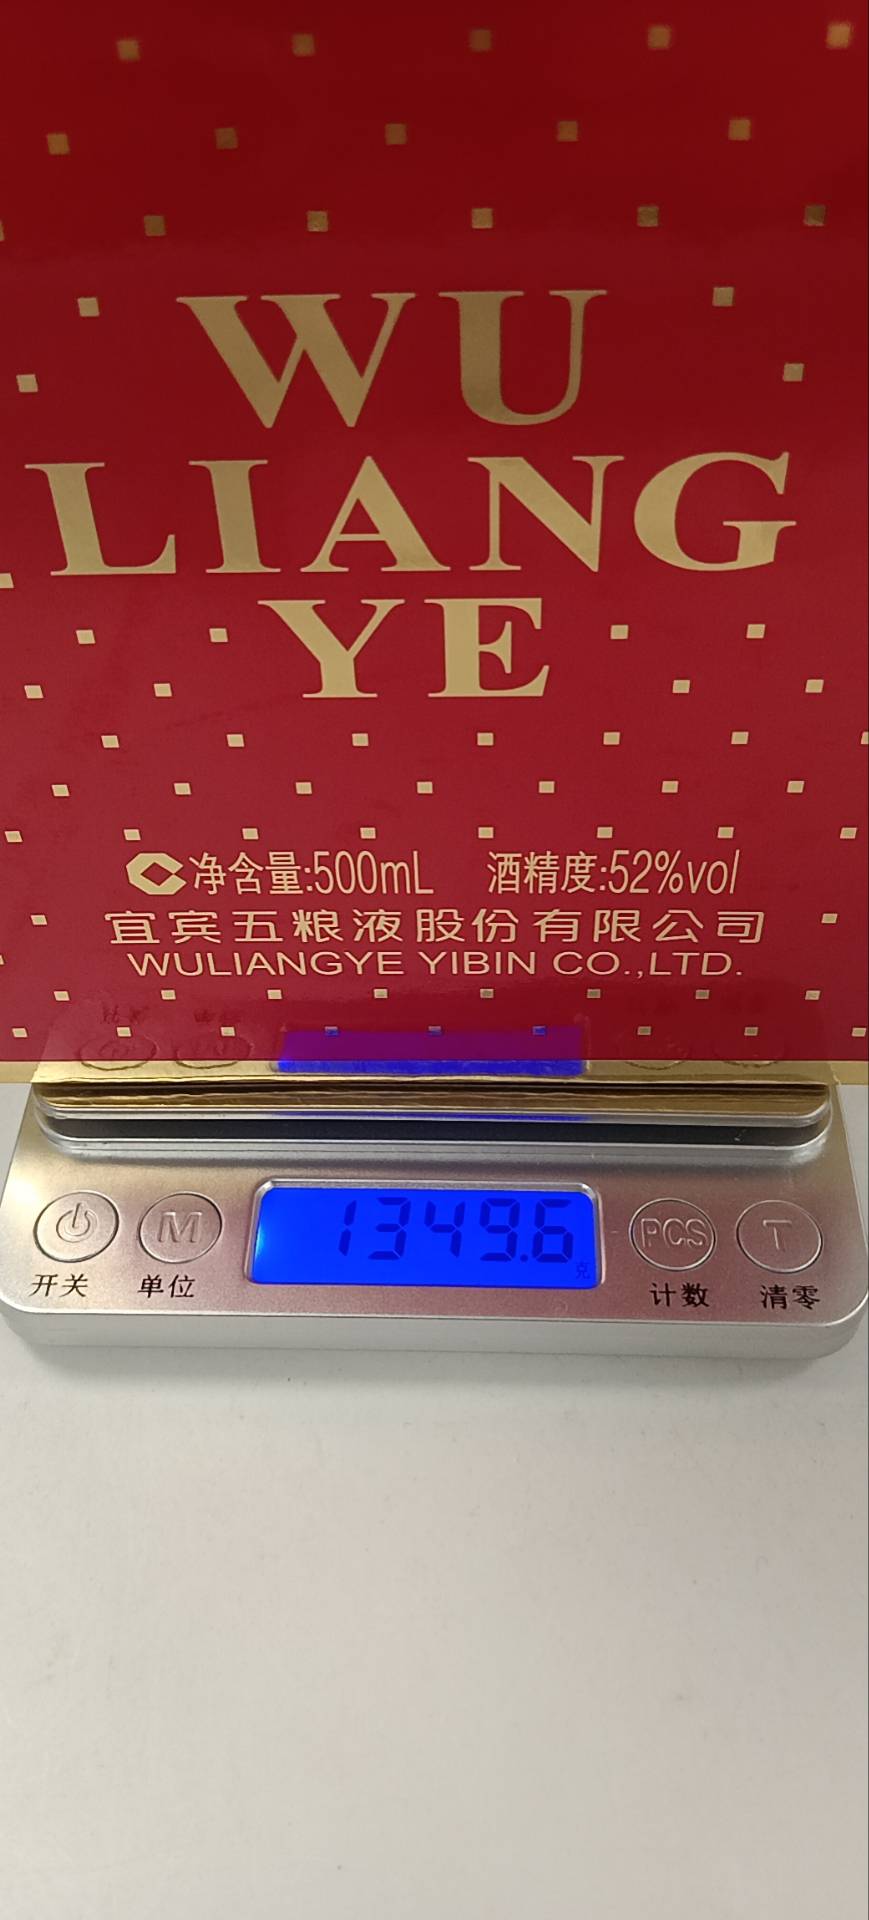 WU
LIANG
YE
净含量:500mL 酒精度:52%vol
宜宾五粮液股份有限公司
WULIANGYE YIBIN CO.,LTD.
1349.6
克
M PCS T
开关 单位 计数 清零